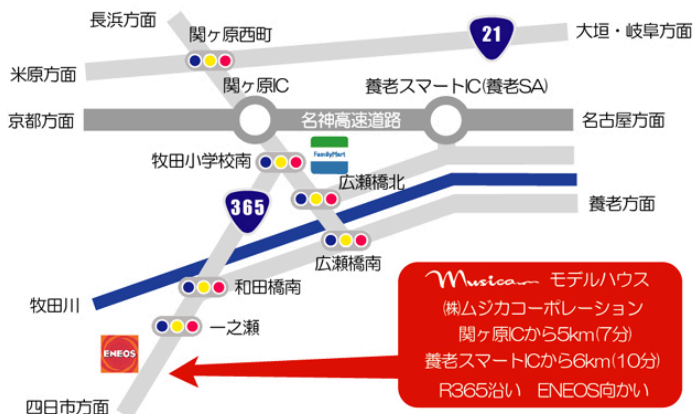 長浜方面
関ヶ原西町
21
大垣・岐阜方面
米原方面
関ヶ原IC
養老スマートIC(養老SA)
京都方面
名神高速道路
名古屋方面
牧田小学校南
FamilyMart
広瀬橋北
365
養老方面
広瀬橋南
和田橋南
牧田川
一之瀬
ENEOS
四日市方面
Musica モデルハウス
㈱ムジカコーポレーション
関ヶ原ICから5km(7分)
養老スマートICから6km(10分)
R365沿い ENEOS向かい